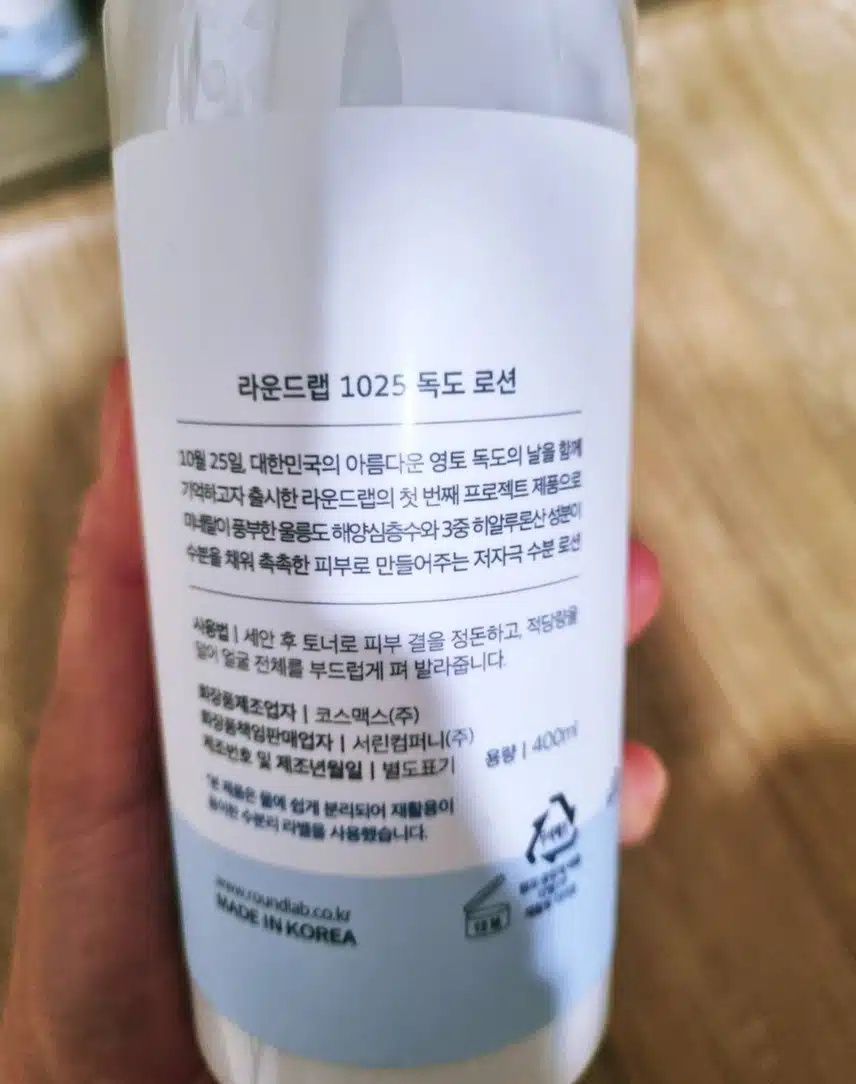 라운드랩 1025 독도 로션
10월 25일, 대한민국의 아름다운 영토 독도의 날을 함께
기억하고자 출시한 라운드랩의 첫 번째 프로젝트 제품으로
미네랄이 풍부한 울릉도 해양심층수와 3중 히알루론산 성분이
수분을 채워 촉촉한 피부로 만들어주는 저자극 수분 로션
사용법 | 세안 후 토너로 피부 결을 정돈하고, 적당량을
덜어 얼굴 전체를 부드럽게 펴 발라줍니다.
화장품제조업자 | 코스맥스(주)
화장품책임판매업자 | 서린컴퍼니(주)
제조번호 및 제조년월일 | 별도표기
용량 | 400ml
*본 제품은 물에 쉽게 분리되어 재활용이
용이한 수분리 라벨을 사용했습니다.
www.roundlab.co.kr
MADE IN KOREA